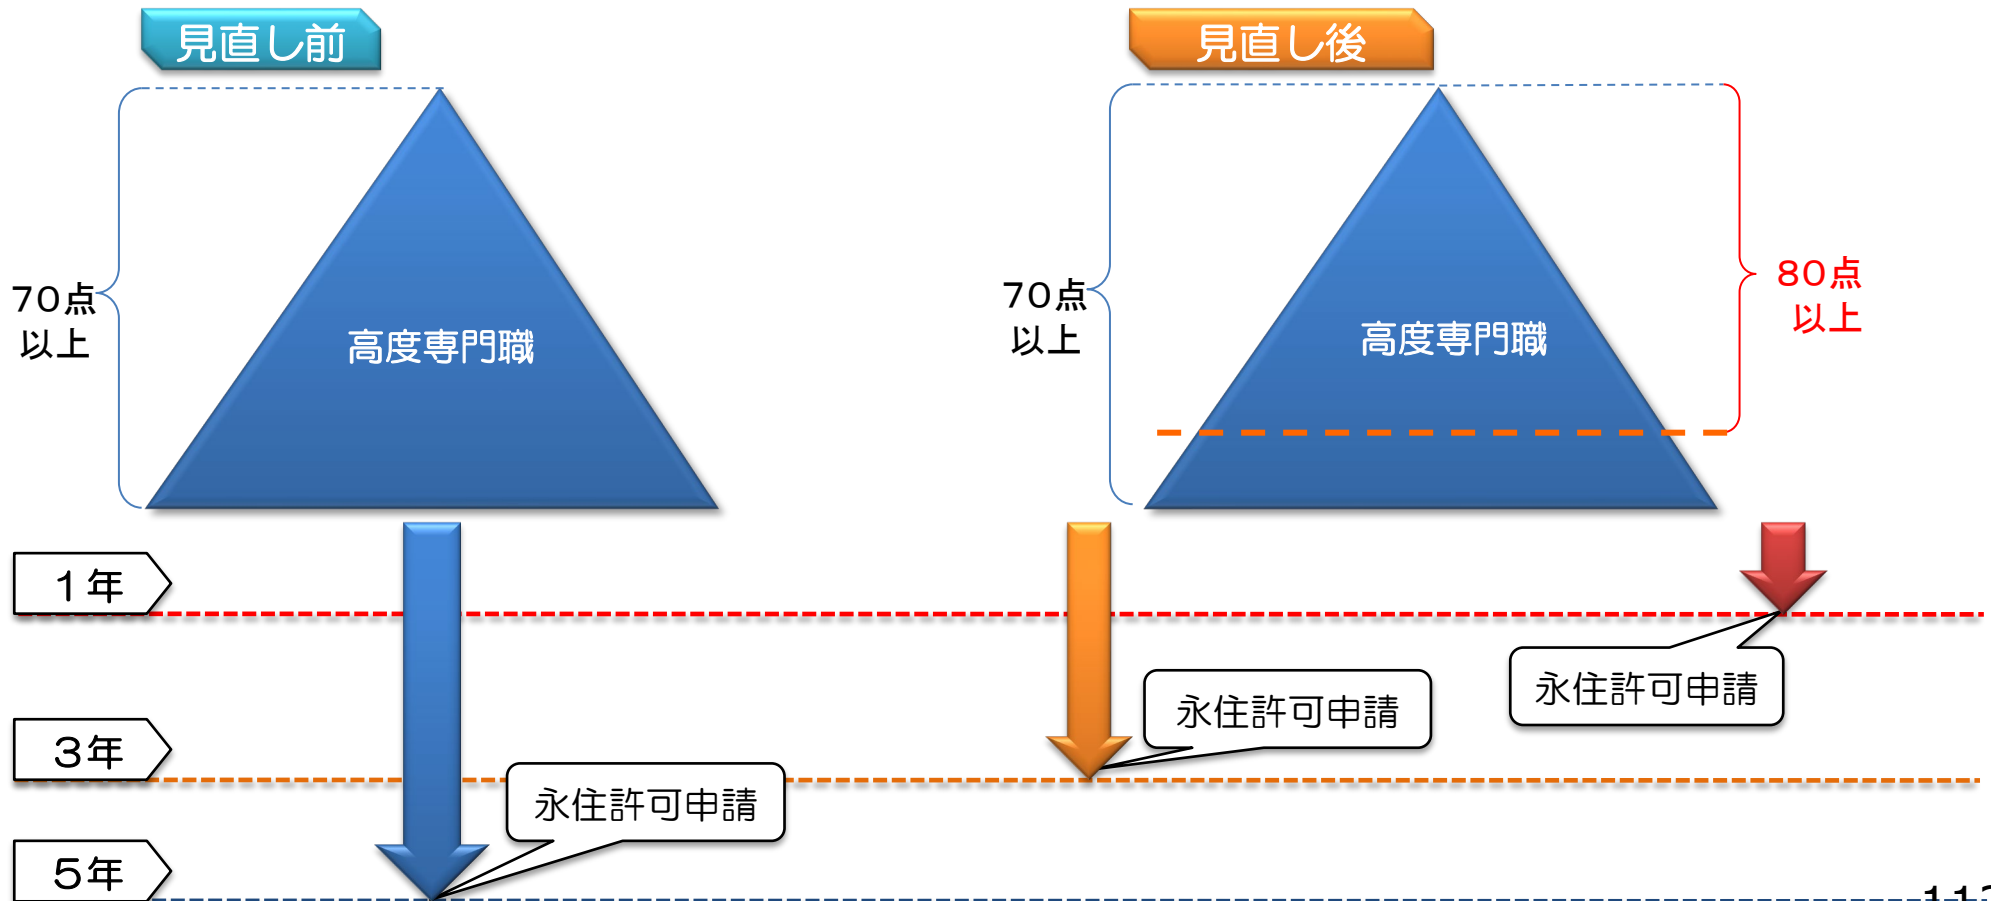 見直し前
見直し後
70点
以上
高度専門職
70点
以上
高度専門職
80点
以上
1年
永住許可申請
永住許可申請
3年
永住許可申請
5年